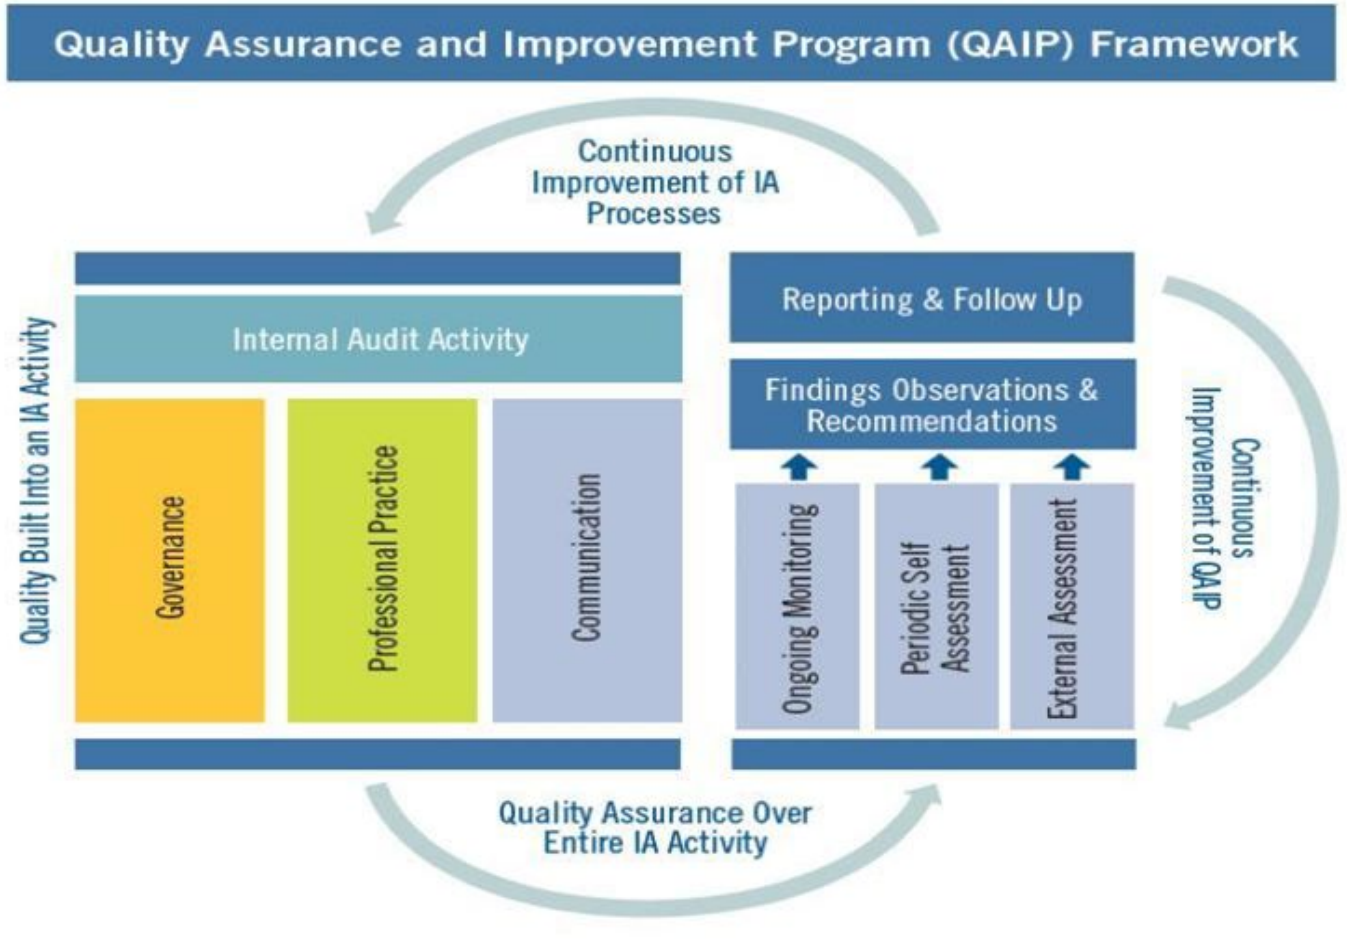 Quality Assurance and Improvement Program (QAIP) Framework
Continuous
Improvement of IA
Processes
Quality Built Into an IA Activity
Internal Audit Activity
Governance
Professional Practice
Communication
Reporting & Follow Up
Findings Observations &
Recommendations
Ongoing Monitoring
Periodic Self
Assessment
External Assessment
Continuous
Improvement of QAIP
Quality Assurance Over
Entire IA Activity